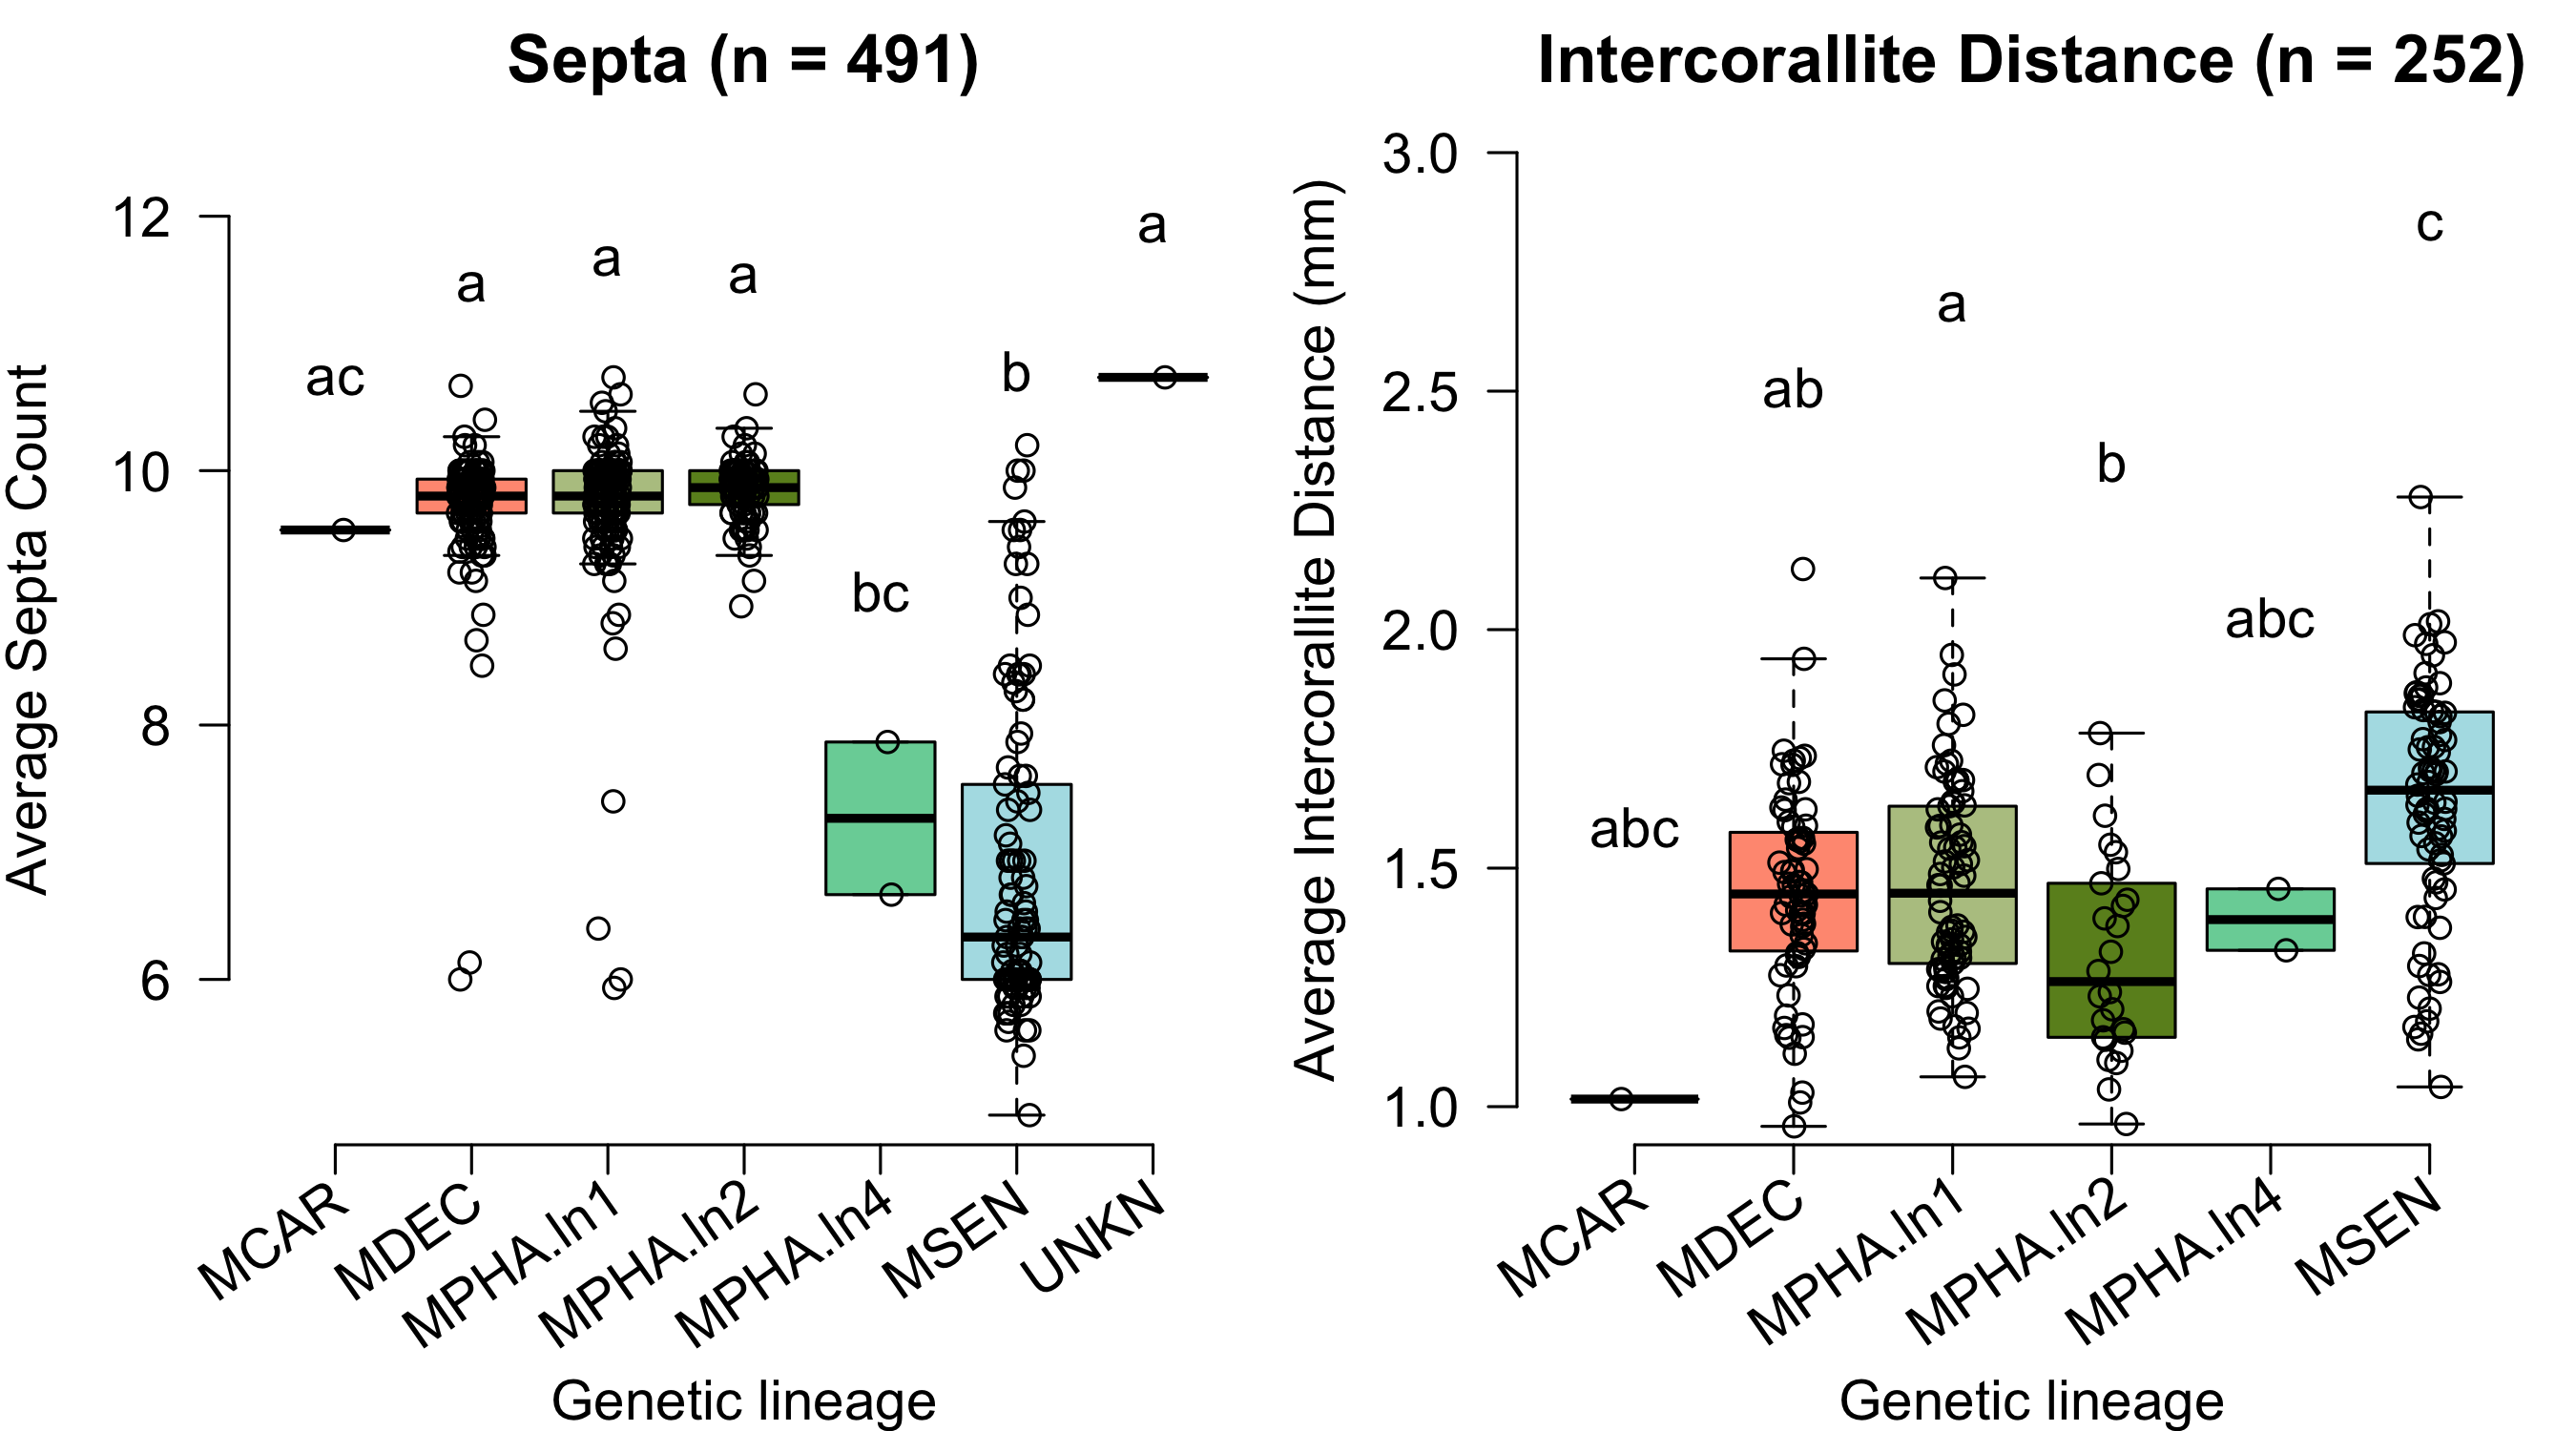 Septa (n = 491)
Average Septa Count
12
10
8
6
ac
a
a
a
bc
b
a
MCAR
MDEC
MPHA.ln1
MPHA.ln2
MPHA.ln4
MSEN
UNKN
Genetic lineage
Intercorallite Distance (n = 252)
Average Intercorallite Distance (mm)
3.0
2.5
2.0
1.5
1.0
abc
ab
a
b
abc
c
MCAR
MDEC
MPHA.ln1
MPHA.ln2
MPHA.ln4
MSEN
Genetic lineage